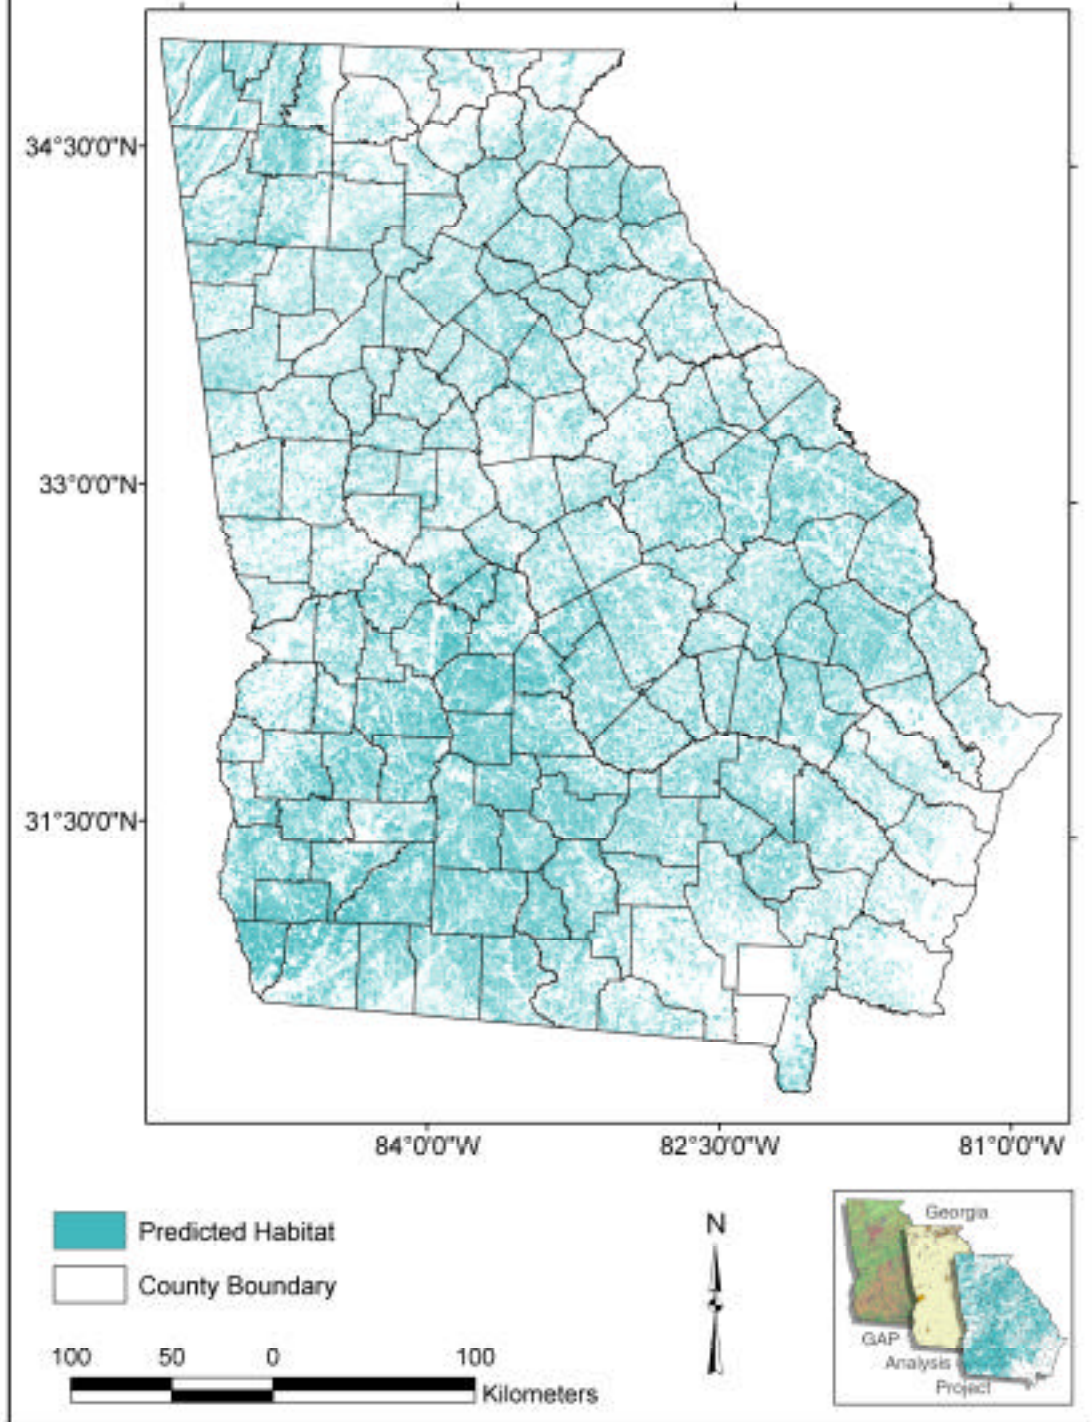 34°30'0"N
33°0'0"N
31°30'0"N
84°0'0"W
82°30'0"W
81°0'0"W
Predicted Habitat
County Boundary
N
100 50 0 100
Kilometers
Georgia
GAP
Analysis
Project